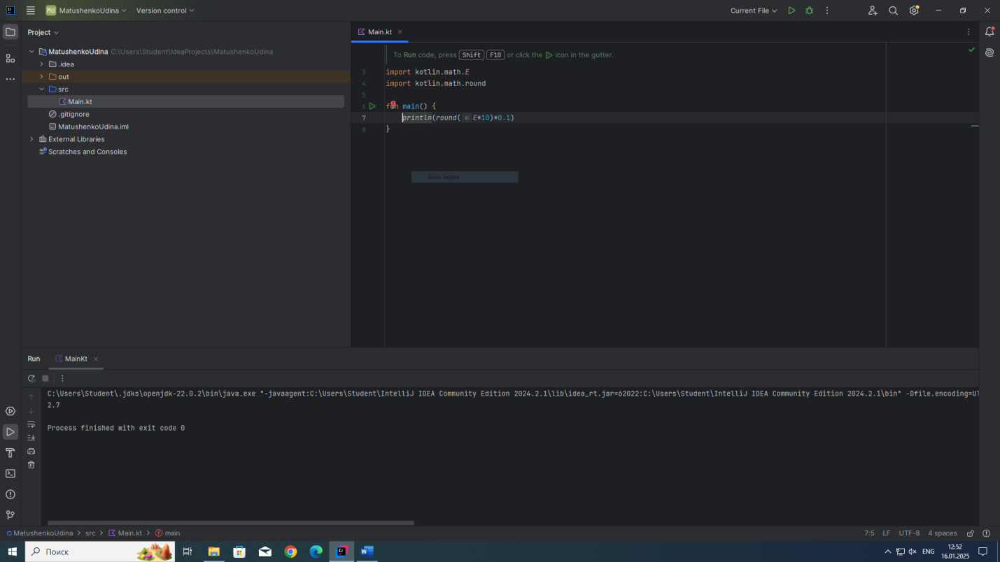 MU MatushenkoUdina Version control Current File
Project
Main.kt
MatushenkoUdina C:\Users\Student\IdeaProjects\MatushenkoUdina
.idea
out
src
Main.kt
.gitignore
MatushenkoUdina.iml
External Libraries
Scratches and Consoles
To Run code, press Shift F10 or click the icon in the gutter.
3 import kotlin.math.E
4 import kotlin.math.round
5
6 fun main() {
7 println(round( x: E*10)*0.1)
8 }
Весь экран
Run MainKt
C:\Users\Student\.jdks\openjdk-22.0.2\bin\java.exe "-javaagent:C:\Users\Student\IntelliJ IDEA Community Edition 2024.2.1\lib\idea_rt.jar=62022:C:\Users\Student\IntelliJ IDEA Community Edition 2024.2.1\bin" -Dfile.encoding=UT
2.7
Process finished with exit code 0
MatushenkoUdina src Main.kt main 7:5 LF UTF-8 4 spaces
Поиск
ENG
12:52
16.01.2025